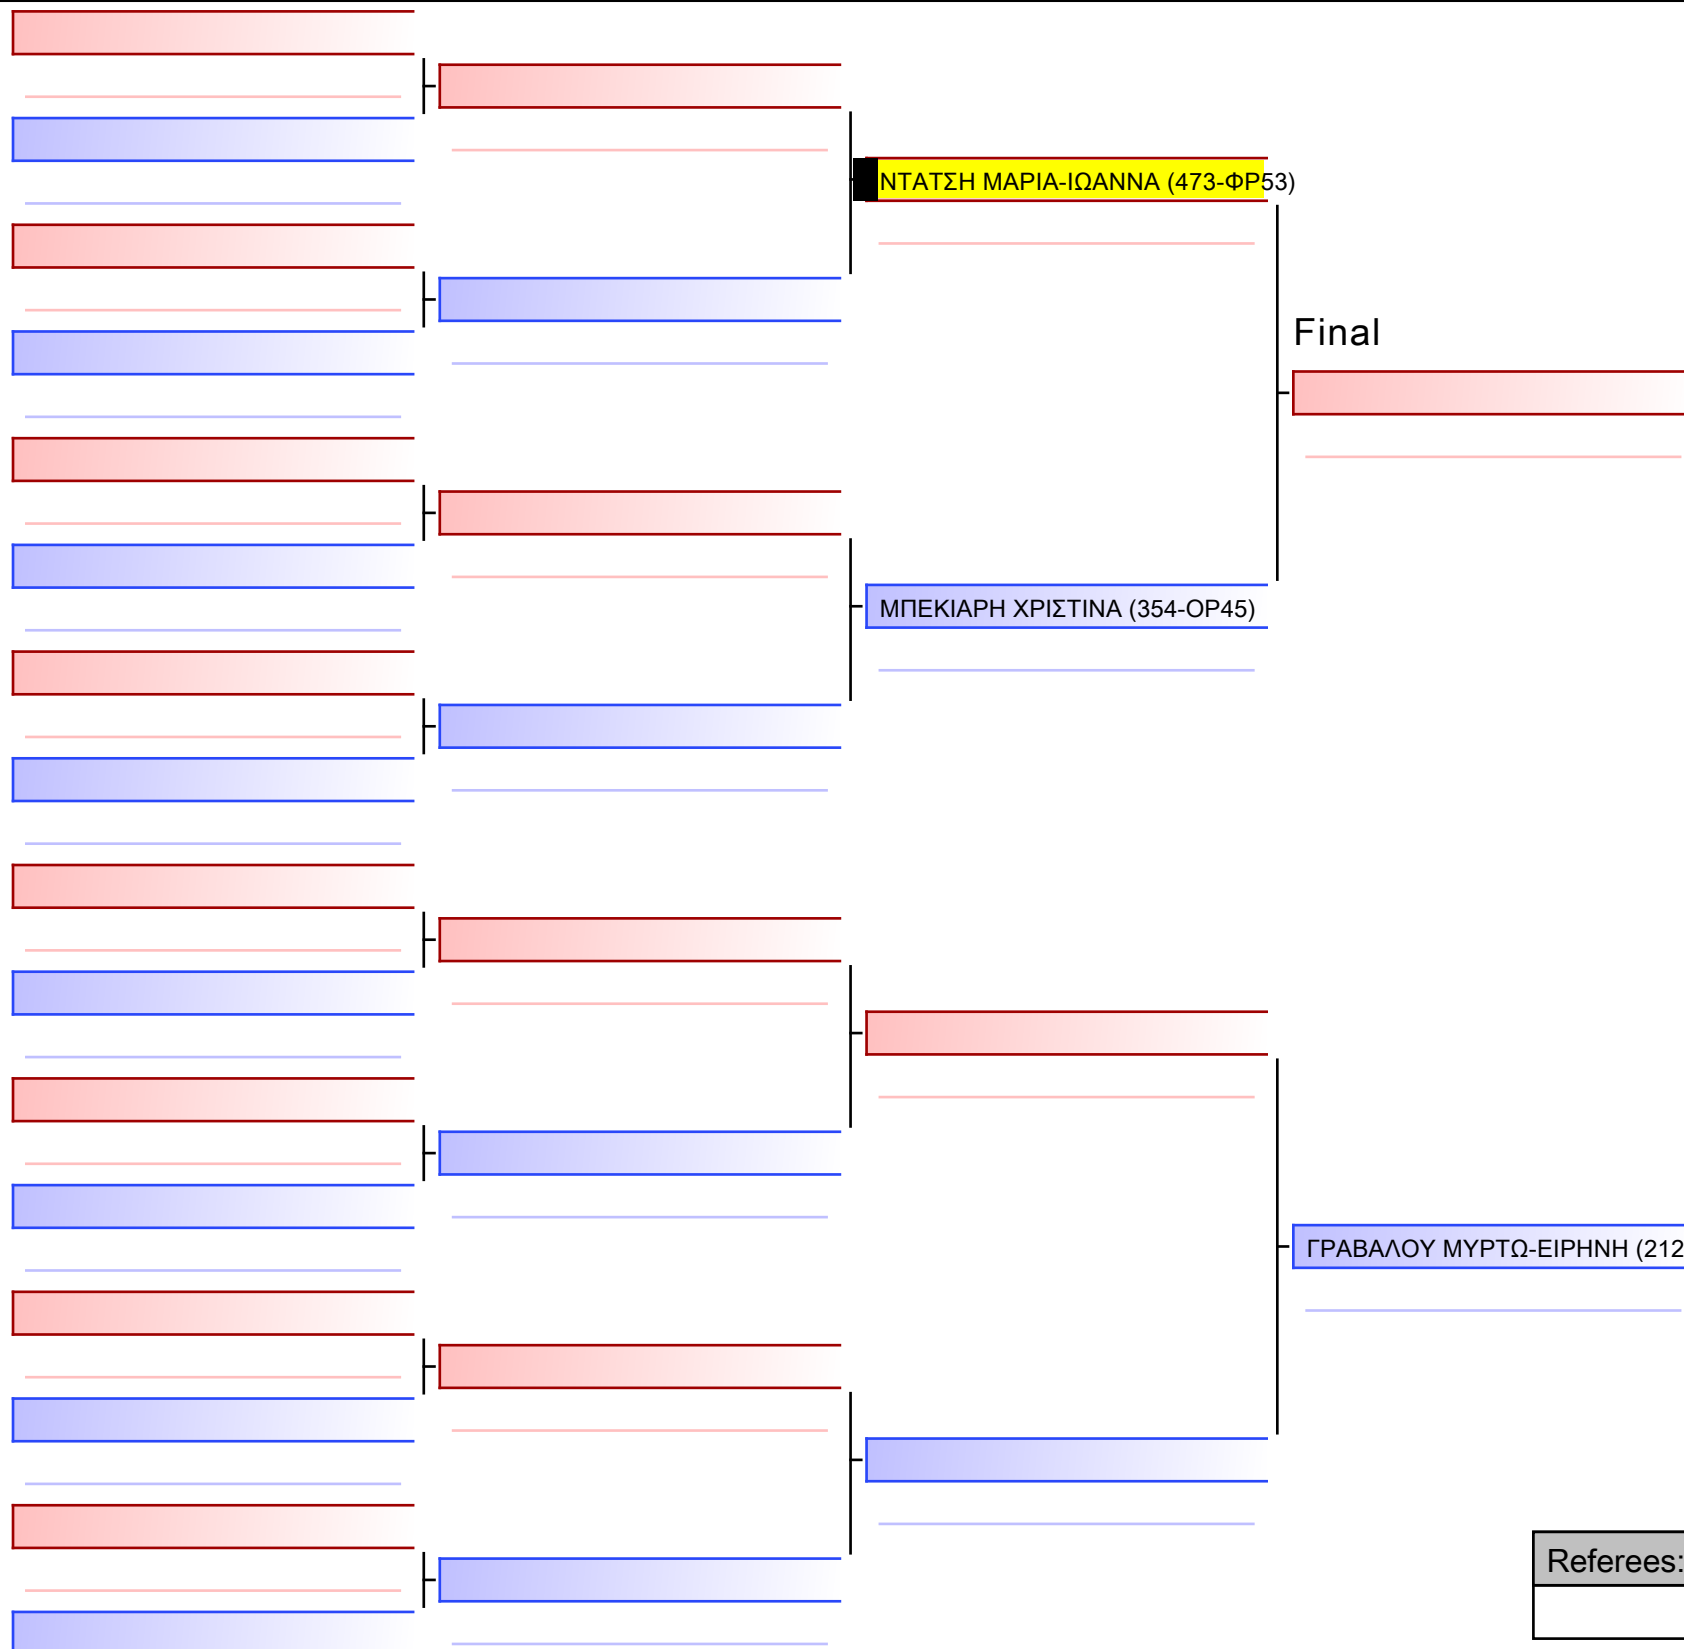 ΝΤΑΤΣΗ ΜΑΡΙΑ-ΙΩΑΝΝΑ (473-ΦΡ53)
Final
ΜΠΕΚΙΑΡΗ ΧΡΙΣΤΙΝΑ (354-ΟΡ45)
ΓΡΑΒΑΛΟΥ ΜΥΡΤΩ-ΕΙΡΗΝΗ (212
Referees: